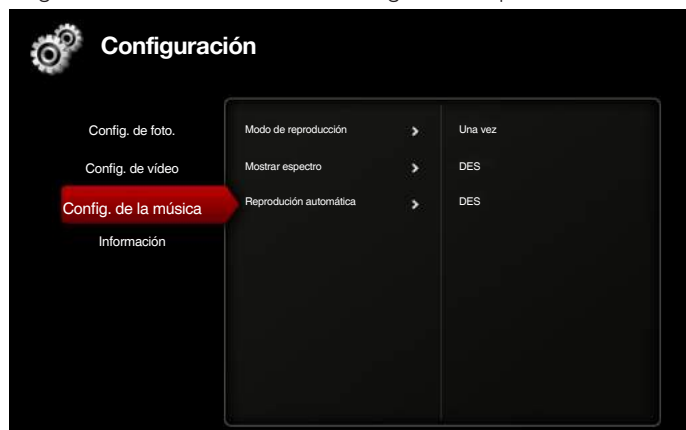 Configuración
Config. de foto.
Modo de reproducción
Una vez
Config. de vídeo
Mostrar espectro
DES
Config. de la música
Reprodución automática
DES
Información